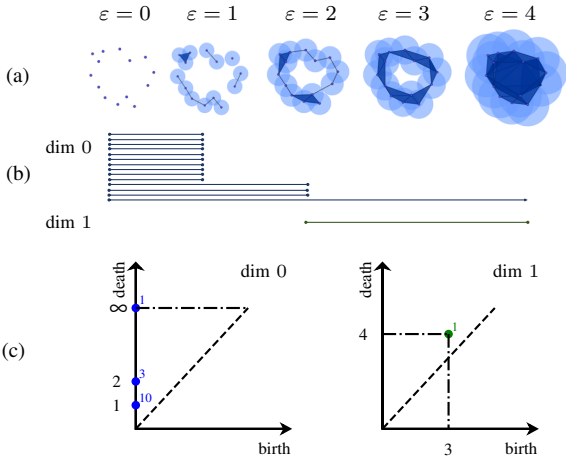 ε = 0 ε = 1 ε = 2 ε = 3 ε = 4
(a)
dim 0
(b)
dim 1
death dim 0
∞ 1
2 3
1 10
birth
death dim 1
4 1
3 birth
(c)